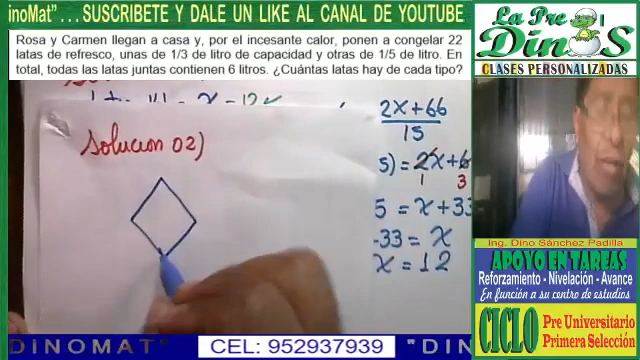 inoMat"... SUSCRIBETE Y DALE UN LIKE AL CANAL DE YOUTUBE
La Pre
DinoS
CLASES PERSONALIZADAS
Rosa y Carmen llegan a casa y, por el incesante calor, ponen a congelar 22
latas de refresco, unas de 1/3 de litro de capacidad y otras de 1/5 de litro. En
total, todas las latas juntas contienen 6 litros. ¿Cuántas latas hay de cada tipo?
Solucion 02)
2x+66
15
5) = 2x+6
1 3
5 = x+33
-33 = x
x = 12
Ing. Dino Sánchez Padilla
APOYO EN TAREAS
Reforzamiento - Nivelación - Avance
En función a su centro de estudios
CICLO Pre Universitario
Primera Selección
DINOMAT" CEL: 952937939 "DIN